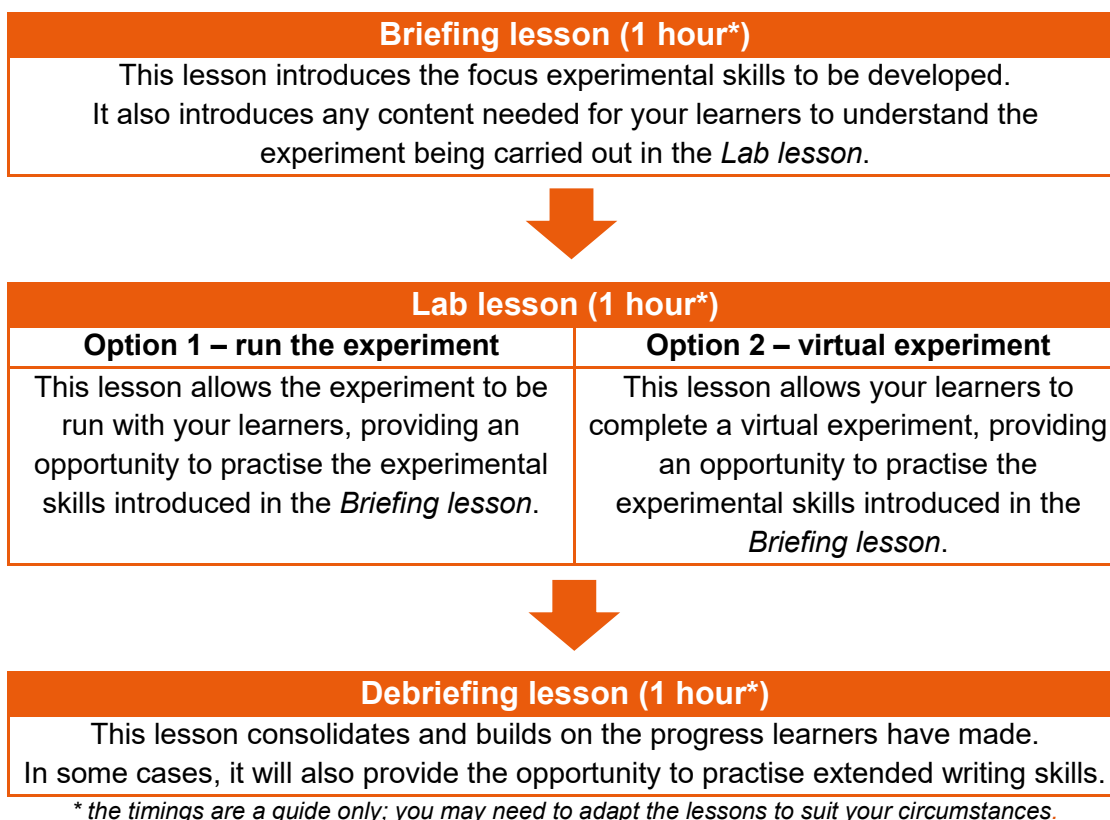 Briefing lesson (1 hour*)
This lesson introduces the focus experimental skills to be developed.
It also introduces any content needed for your learners to understand the
experiment being carried out in the Lab lesson.
Lab lesson (1 hour*)
Option 1 – run the experiment
This lesson allows the experiment to be
run with your learners, providing an
opportunity to practise the experimental
skills introduced in the Briefing lesson.
Option 2 – virtual experiment
This lesson allows your learners to
complete a virtual experiment, providing
an opportunity to practise the
experimental skills introduced in the
Briefing lesson.
Debriefing lesson (1 hour*)
This lesson consolidates and builds on the progress learners have made.
In some cases, it will also provide the opportunity to practise extended writing skills.
* the timings are a guide only; you may need to adapt the lessons to suit your circumstances.